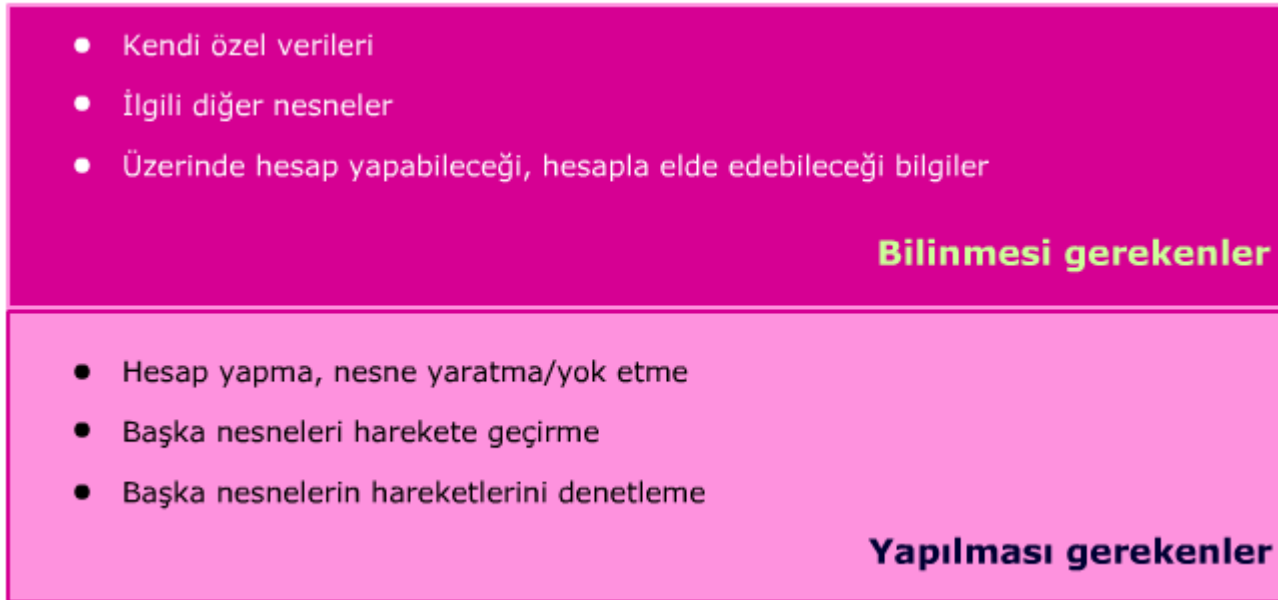 Kendi özel verileri
İlgili diğer nesneler
Üzerinde hesap yapabileceği, hesapla elde edebileceği bilgiler
Bilinmesi gerekenler
Hesap yapma, nesne yaratma/yok etme
Başka nesneleri harekete geçirme
Başka nesnelerin hareketlerini denetleme
Yapılması gerekenler